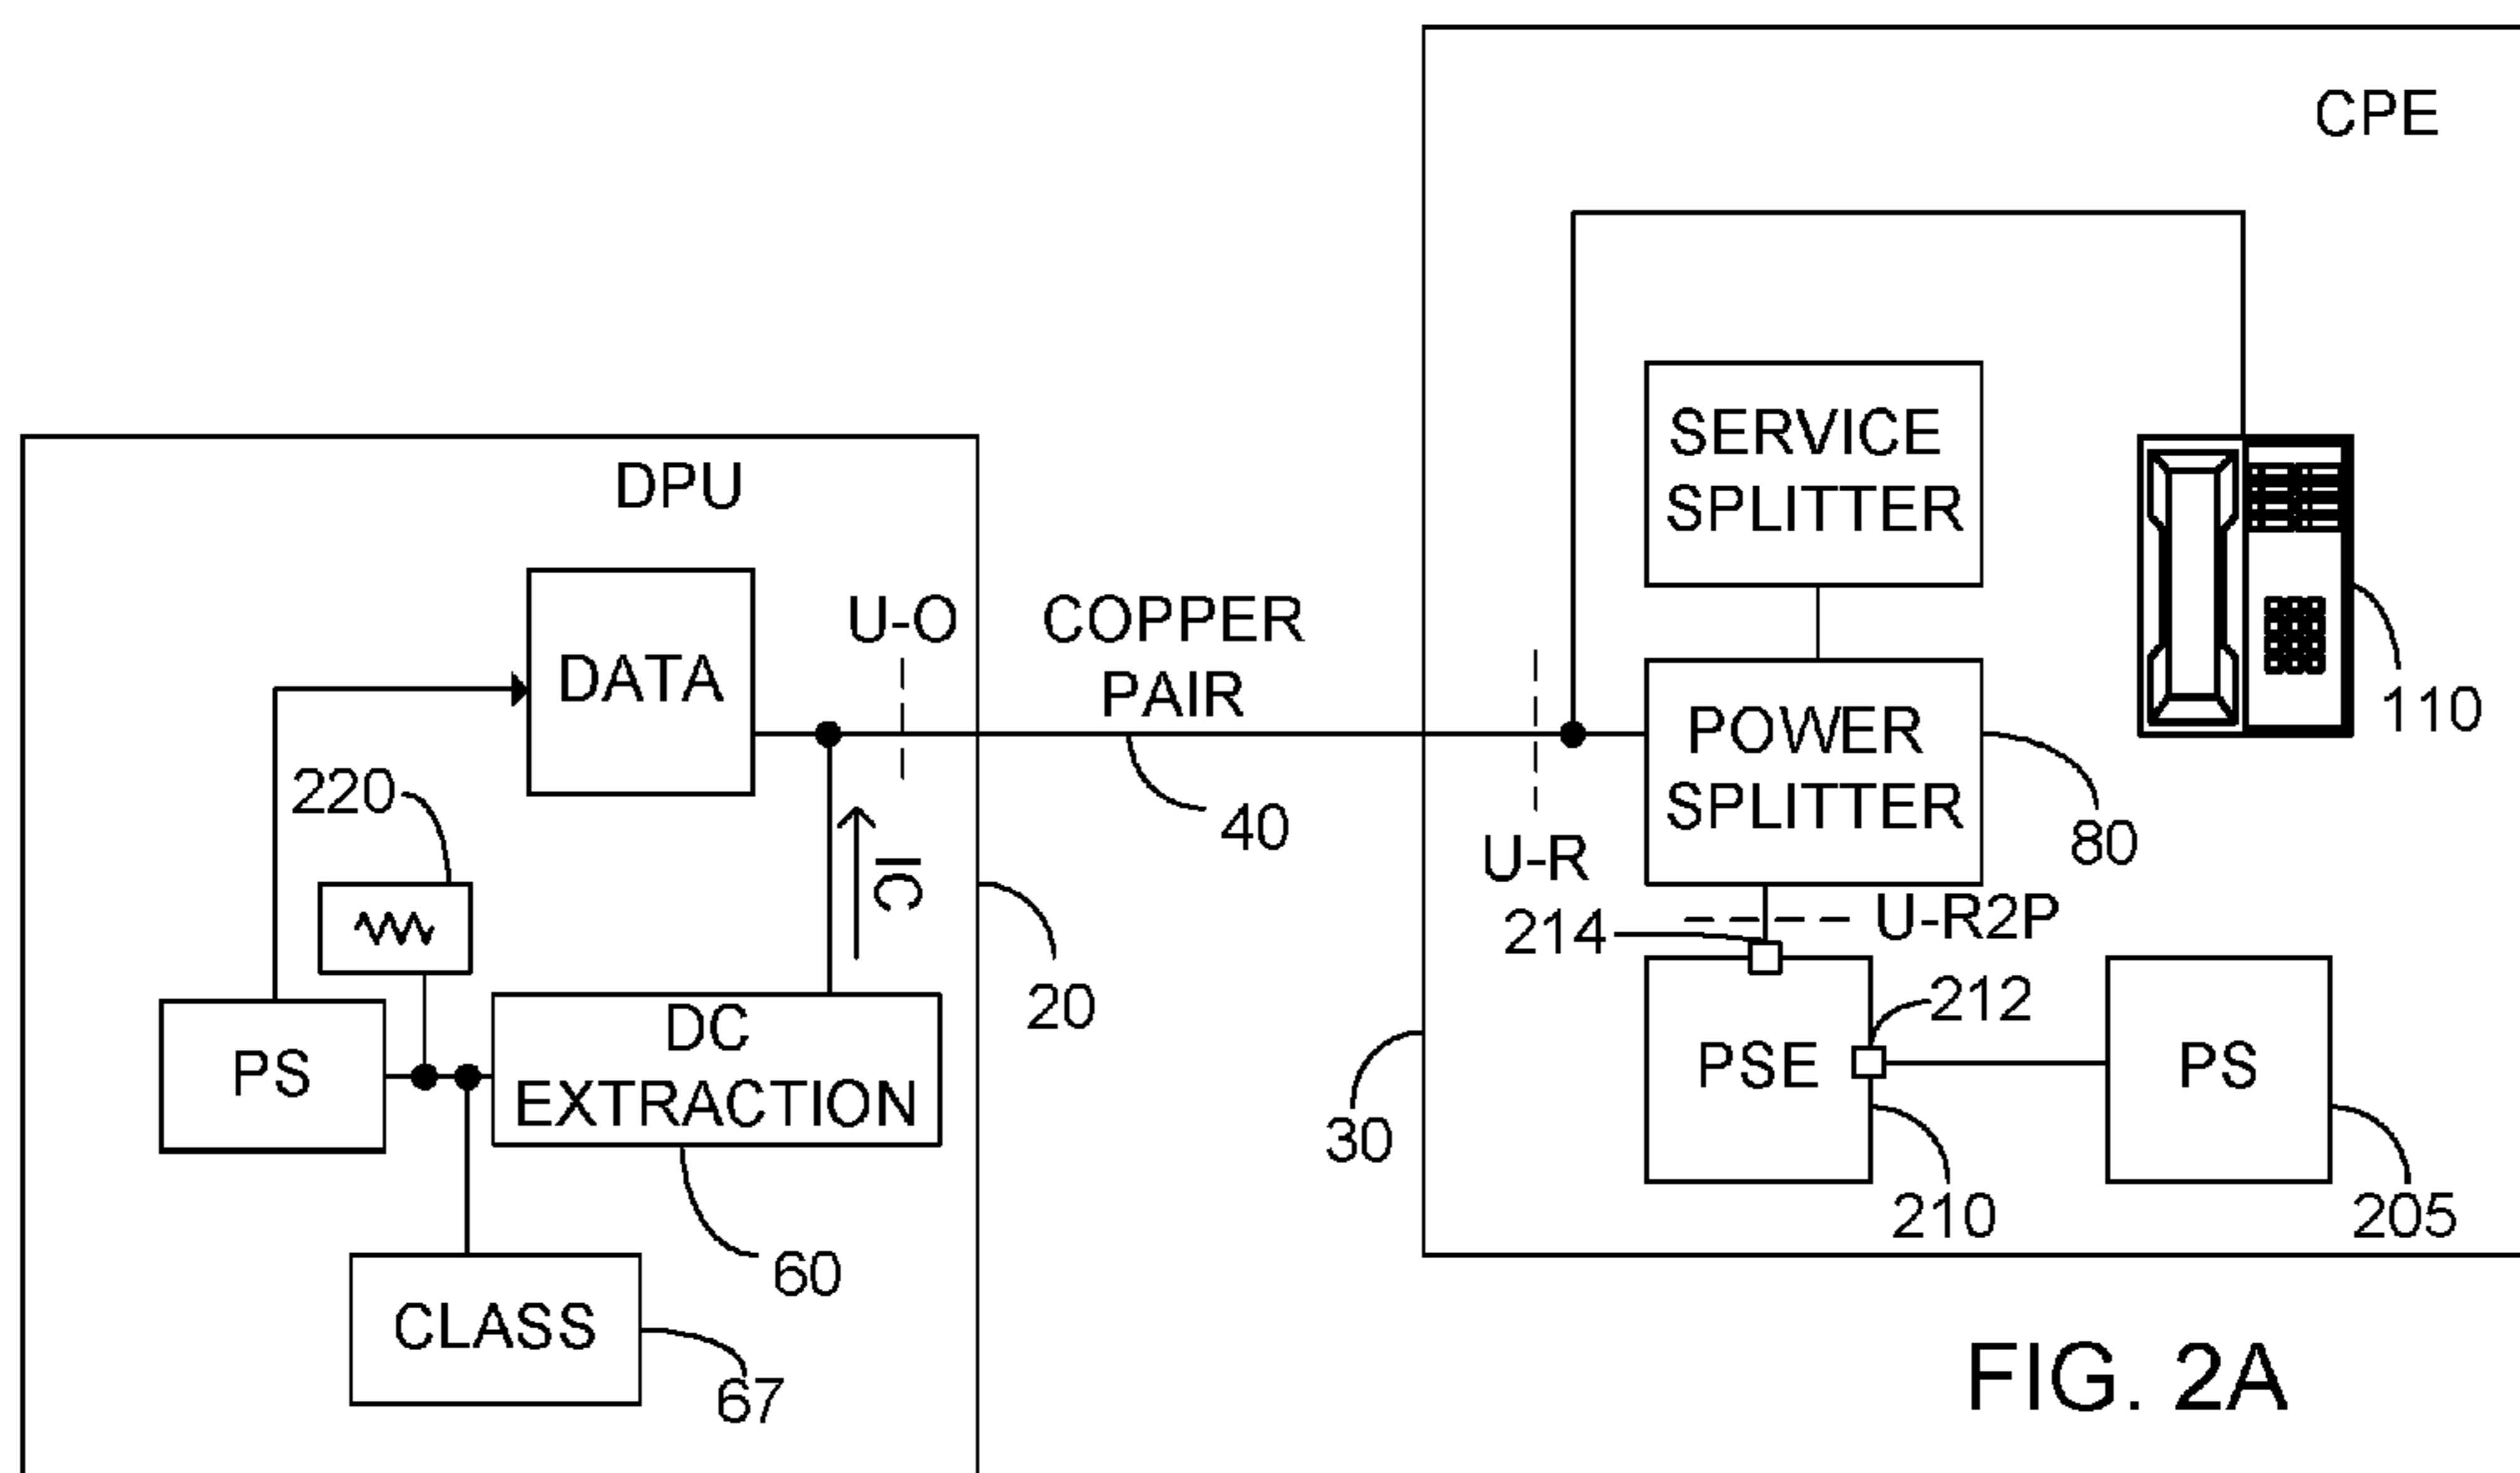 CPE
SERVICE
SPLITTER
DPU
U-O
COPPER
PAIR
DATA
POWER
SPLITTER
110
220
40
80
U-R
IC
214
U-R2P
212
20
DC
EXTRACTION
PS
PSE
PS
30
210
205
60
CLASS
67
FIG. 2A